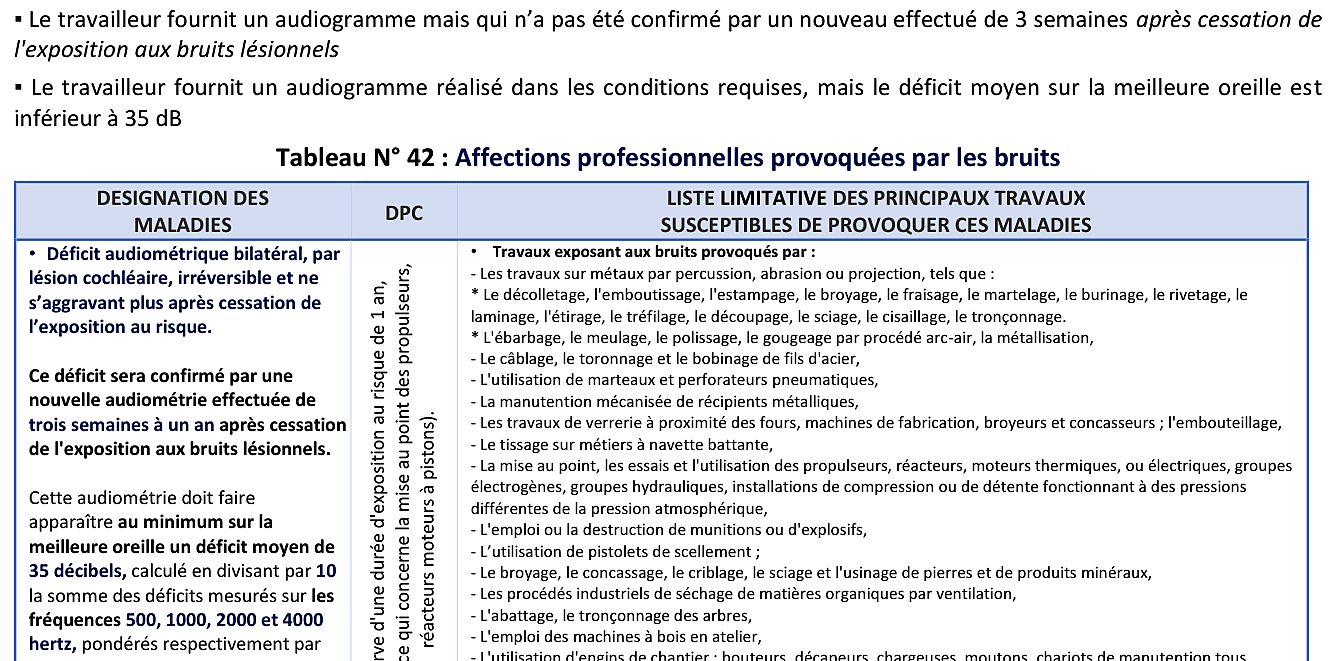 ▪ Le travailleur fournit un audiogramme mais qui n’a pas été confirmé par un nouveau effectué de 3 semaines après cessation de
l'exposition aux bruits lésionnels
▪ Le travailleur fournit un audiogramme réalisé dans les conditions requises, mais le déficit moyen sur la meilleure oreille est
inférieur à 35 dB
Tableau N° 42 : Affections professionnelles provoquées par les bruits
DESIGNATION DES
MALADIES
DPC
LISTE LIMITATIVE DES PRINCIPAUX TRAVAUX
SUSCEPTIBLES DE PROVOQUER CES MALADIES
• Déficit audiométrique bilatéral, par
lésion cochléaire, irréversible et ne
s’aggravant plus après cessation de
l’exposition au risque.
Ce déficit sera confirmé par une
nouvelle audiométrie effectuée de
trois semaines à un an après cessation
de l'exposition aux bruits lésionnels.
Cette audiométrie doit faire
apparaître au minimum sur la
meilleure oreille un déficit moyen de
35 décibels, calculé en divisant par 10
la somme des déficits mesurés sur les
fréquences 500, 1000, 2000 et 4000
hertz, pondérés respectivement par
rve d'une durée d'exposition au risque de 1 an,
ce qui concerne la mise au point des propulseurs,
réacteurs moteurs à pistons).
• Travaux exposant aux bruits provoqués par :
- Les travaux sur métaux par percussion, abrasion ou projection, tels que :
* Le décolletage, l'emboutissage, l'estampage, le broyage, le fraisage, le martelage, le burinage, le rivetage, le
laminage, l'étirage, le tréfilage, le découpage, le sciage, le cisaillage, le tronçonnage.
* L'ébarbage, le meulage, le polissage, le gougeage par procédé arc-air, la métallisation,
- Le câblage, le toronnage et le bobinage de fils d'acier,
- L'utilisation de marteaux et perforateurs pneumatiques,
- La manutention mécanisée de récipients métalliques,
- Les travaux de verrerie à proximité des fours, machines de fabrication, broyeurs et concasseurs ; l'embouteillage,
- Le tissage sur métiers à navette battante,
- La mise au point, les essais et l'utilisation des propulseurs, réacteurs, moteurs thermiques, ou électriques, groupes
électrogènes, groupes hydrauliques, installations de compression ou de détente fonctionnant à des pressions
différentes de la pression atmosphérique,
- L'emploi ou la destruction de munitions ou d'explosifs,
- L’utilisation de pistolets de scellement ;
- Le broyage, le concassage, le criblage, le sciage et l'usinage de pierres et de produits minéraux,
- Les procédés industriels de séchage de matières organiques par ventilation,
- L'abattage, le tronçonnage des arbres,
- L'emploi des machines à bois en atelier,
- L'utilisation d'engins de chantier : bouteurs, décapeurs, chargeuses, moutons, chariots de manutention tous